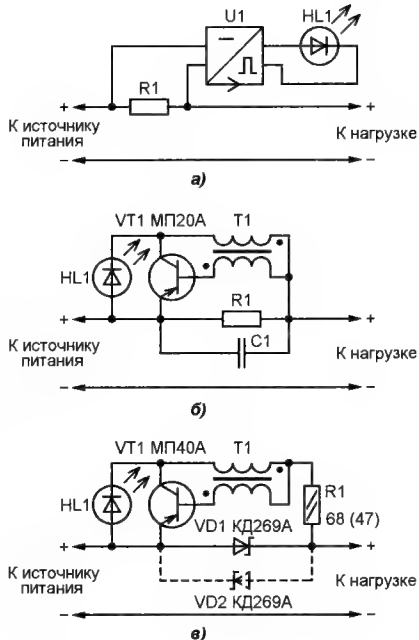 U1
HL1
R1
+ +
К источнику
питания
К нагрузке
− −
а)
VT1 МП20А
T1
HL1
R1
+ +
C1
К источнику
питания
К нагрузке
− −
б)
VT1 МП40А
T1
HL1
R1
68 (47)
VD1 КД269А
+ +
К источнику
питания
К нагрузке
VD2 КД269А
− −
в)